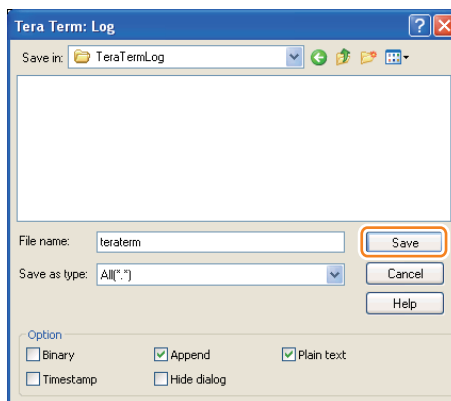 Tera Term: Log
Save in: TeraTermLog
File name: teraterm Save
Save as type: All(*.*) Cancel
Help
Option
Binary Append Plain text
Timestamp Hide dialog